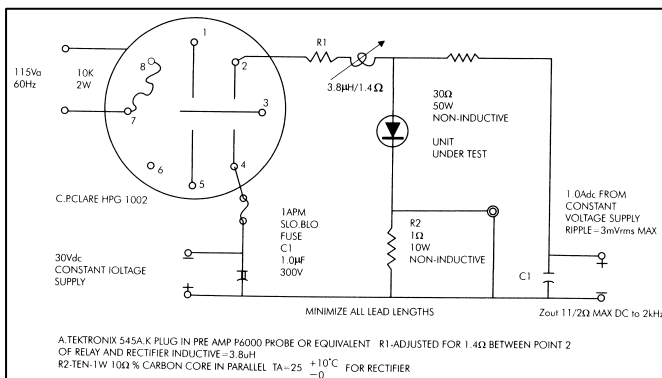 115Va
60Hz
10K
2W
1
2
3
4
5
6
7
8
R1
3.8µH/1.4 Ω
30Ω
50W
NON-INDUCTIVE
UNIT
UNDER TEST
C.P.CLARE HPG 1002
1APM
SLO.BLO
FUSE
C1
1.0µF
300V
30Vdc
CONSTANT IOLTAGE
SUPPLY
R2
1Ω
10W
NON-INDUCTIVE
1.0Adc FROM
CONSTANT
VOLTAGE SUPPLY
RIPPLE=3mVrms MAX
C1
+
−
−
+
MINIMIZE ALL LEAD LENGTHS
Zout 11/2Ω MAX DC to 2kHz
A.TEKTRONIX 545A.K PLUG IN PRE AMP P6000 PROBE OR EQUIVALENT R1-ADJUSTED FOR 1.4Ω BETWEEN POINT 2
OF RELAY AND RECTIFIER INDUCTIVE=3.8uH
R2-TEN-1W 10Ω % CARBON CORE IN PARALLEL TA=25 +10°C −0 FOR RECTIFIER